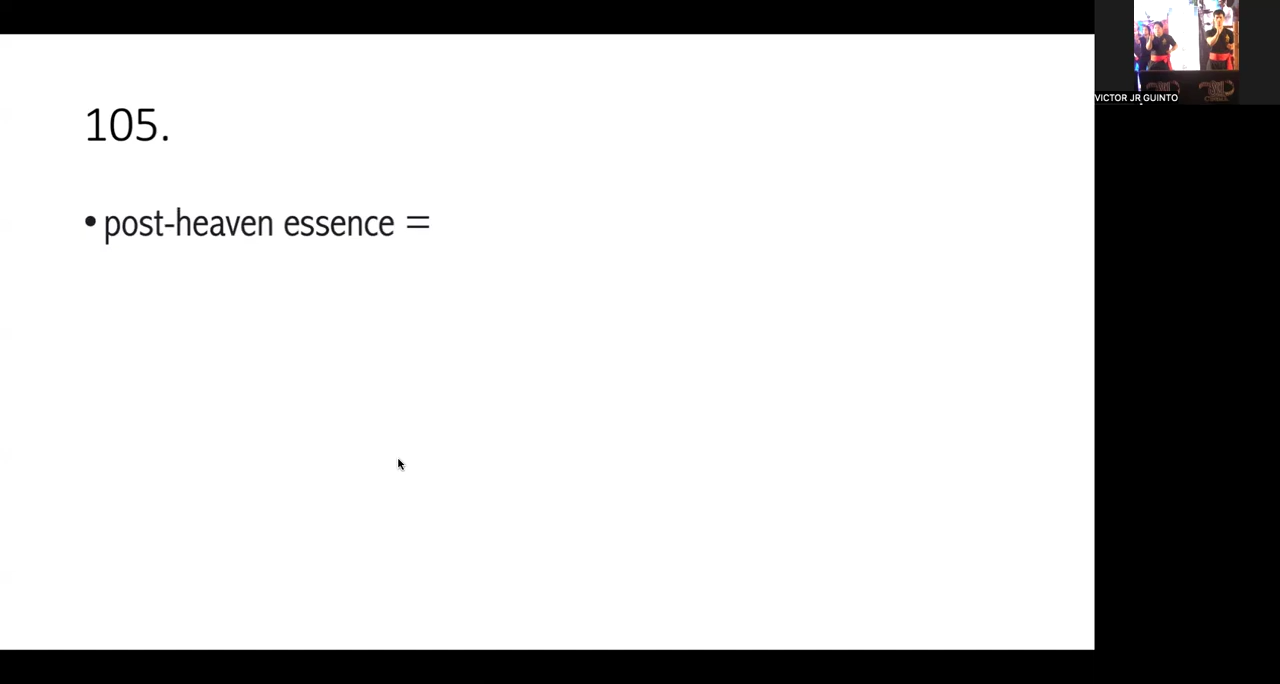 105.
• post-heaven essence =
VICTOR JR GUINTO